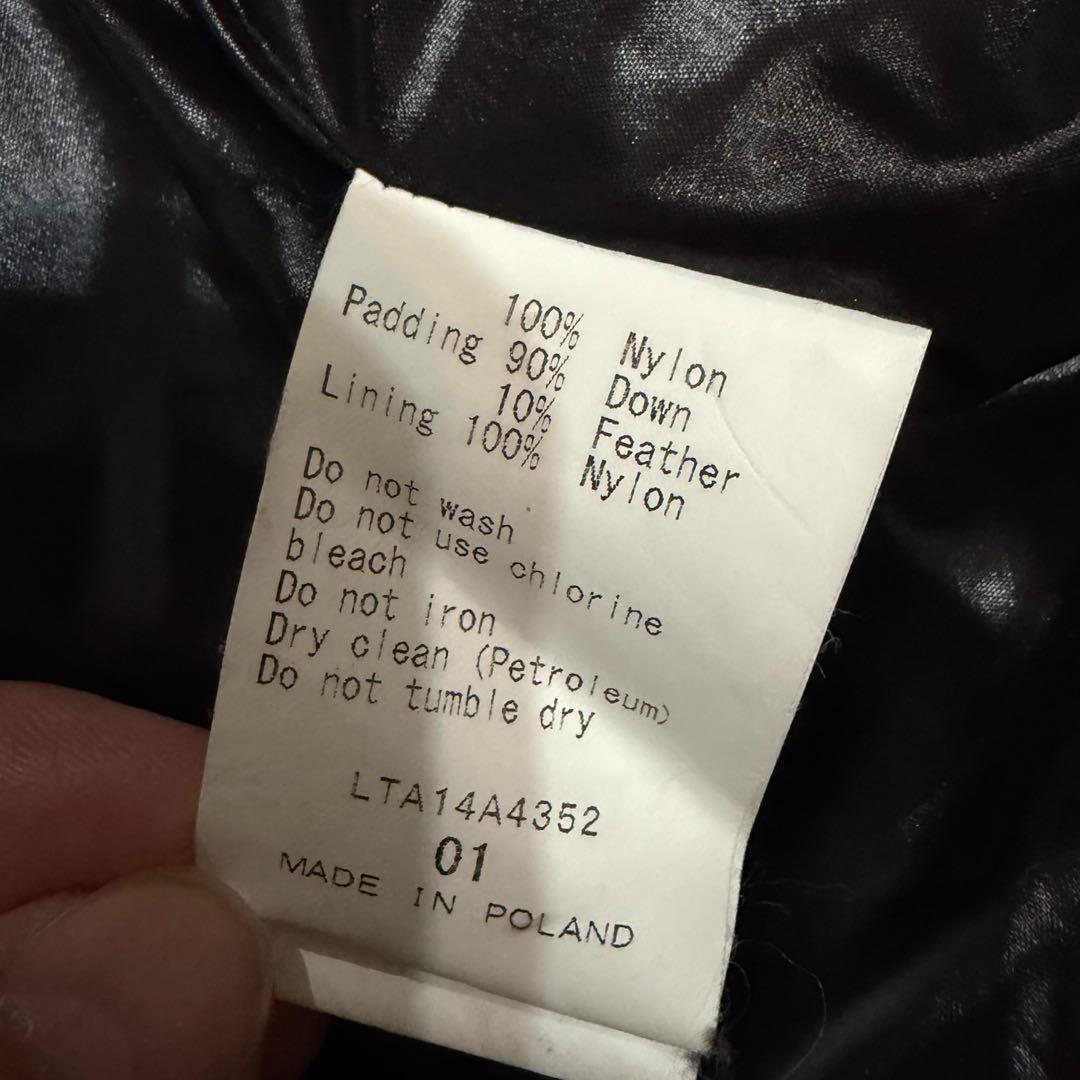 100% Nylon
Padding 90% Down
10% Feather
Lining 100% Nylon
Do not wash
Do not use chlorine
bleach
Do not iron
Dry clean (Petroleum)
Do not tumble dry
LTA14A4352
01
MADE IN POLAND